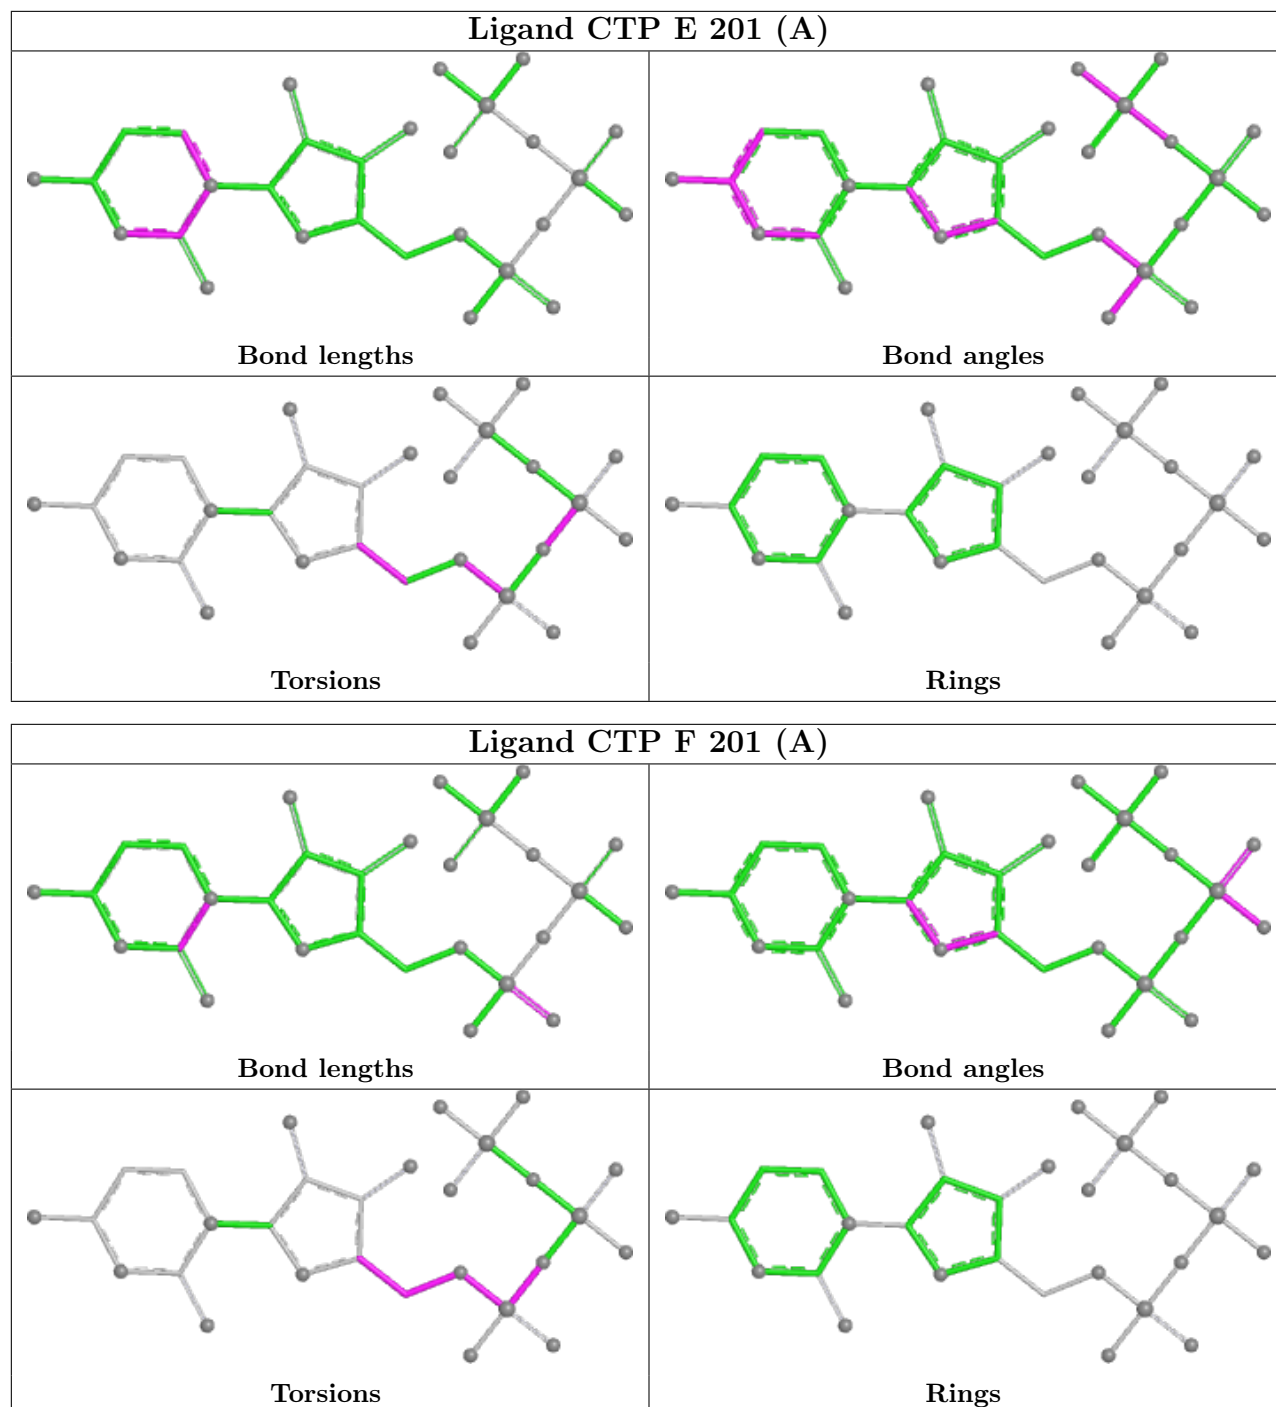 Ligand CTP E 201 (A)
Bond lengths
Bond angles
Torsions
Rings
Ligand CTP F 201 (A)
Bond lengths
Bond angles
Torsions
Rings